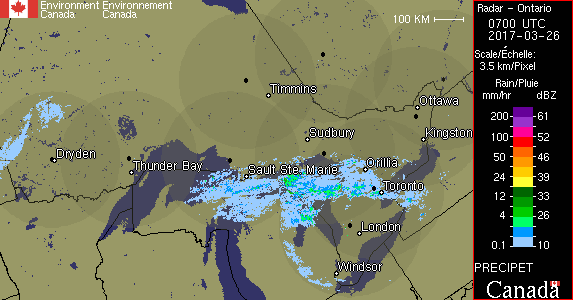 Environment Environnement
Canada Canada
100 KM
Timmins
Ottawa
Sudbury
Kingston
Dryden
Thunder Bay
Sault Ste. Marie
Orillia
Toronto
London
Windsor
Radar - Ontario
0700 UTC
2017-03-26
Scale/Échelle:
3.5 km/Pixel
Rain/Pluie
mm/hr dBZ
200 61
100 52
50 46
24 39
12 33
4 26
1 18
0.1 10
PRECIPET
Canada